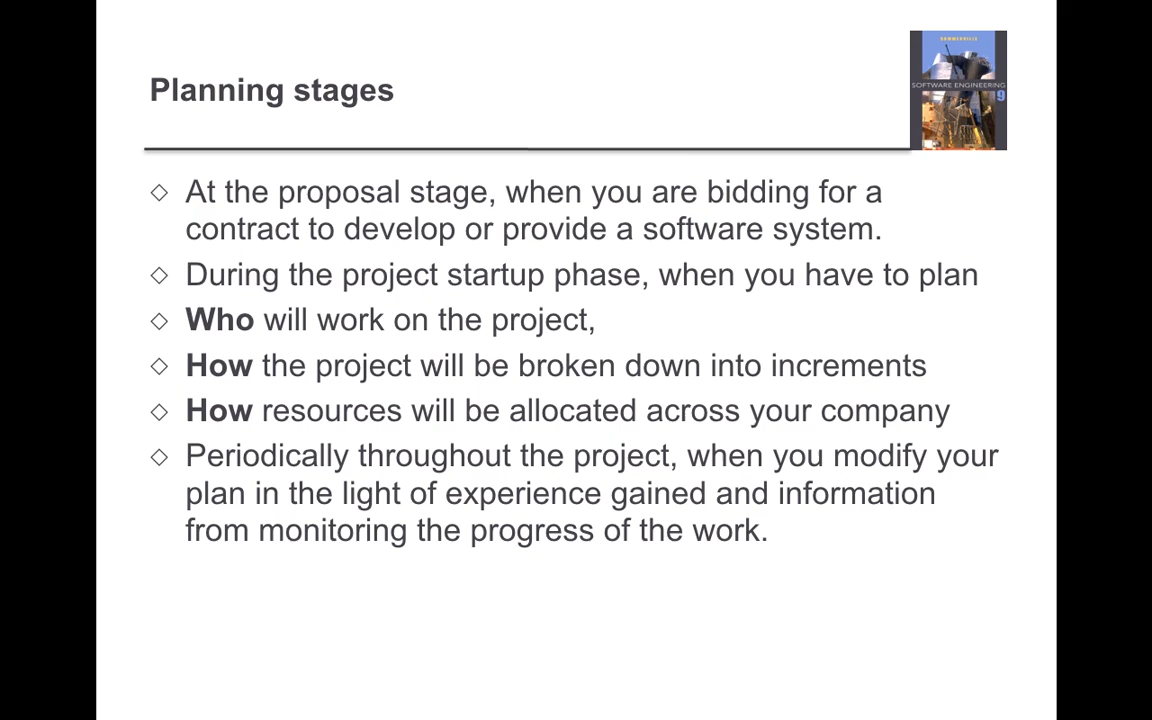 Planning stages
SOMMERVILLE
SOFTWARE ENGINEERING
9
◇ At the proposal stage, when you are bidding for a
contract to develop or provide a software system.
◇ During the project startup phase, when you have to plan
◇ Who will work on the project,
◇ How the project will be broken down into increments
◇ How resources will be allocated across your company
◇ Periodically throughout the project, when you modify your
plan in the light of experience gained and information
from monitoring the progress of the work.